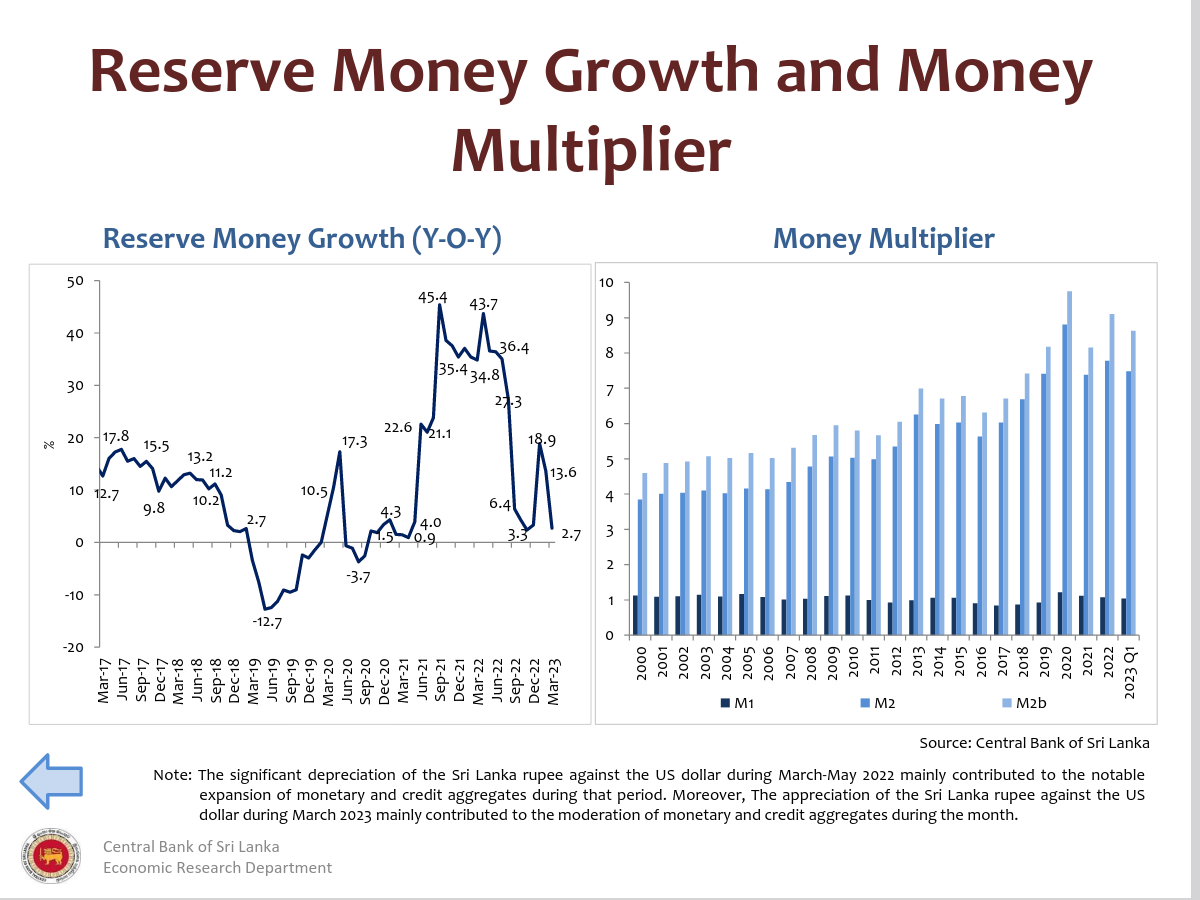 Reserve Money Growth and Money
Multiplier
Reserve Money Growth (Y-O-Y)
50
40
30
20
10
0
-10
-20
%
17.8
12.7
15.5
9.8
13.2
10.2
11.2
2.7
-12.7
10.5
17.3
-3.7
4.3
1.5
4.0
0.9
22.6
21.1
45.4
35.4
43.7
34.8
36.4
27.3
6.4
3.3
18.9
13.6
2.7
Mar-17
Jun-17
Sep-17
Dec-17
Mar-18
Jun-18
Sep-18
Dec-18
Mar-19
Jun-19
Sep-19
Dec-19
Mar-20
Jun-20
Sep-20
Dec-20
Mar-21
Jun-21
Sep-21
Dec-21
Mar-22
Jun-22
Sep-22
Dec-22
Mar-23
Money Multiplier
10
9
8
7
6
5
4
3
2
1
0
2000
2001
2002
2003
2004
2005
2006
2007
2008
2009
2010
2011
2012
2013
2014
2015
2016
2017
2018
2019
2020
2021
2022
2023 Q1
M1
M2
M2b
Source: Central Bank of Sri Lanka
Note: The significant depreciation of the Sri Lanka rupee against the US dollar during March-May 2022 mainly contributed to the notable
expansion of monetary and credit aggregates during that period. Moreover, The appreciation of the Sri Lanka rupee against the US
dollar during March 2023 mainly contributed to the moderation of monetary and credit aggregates during the month.
Central Bank of Sri Lanka
Economic Research Department